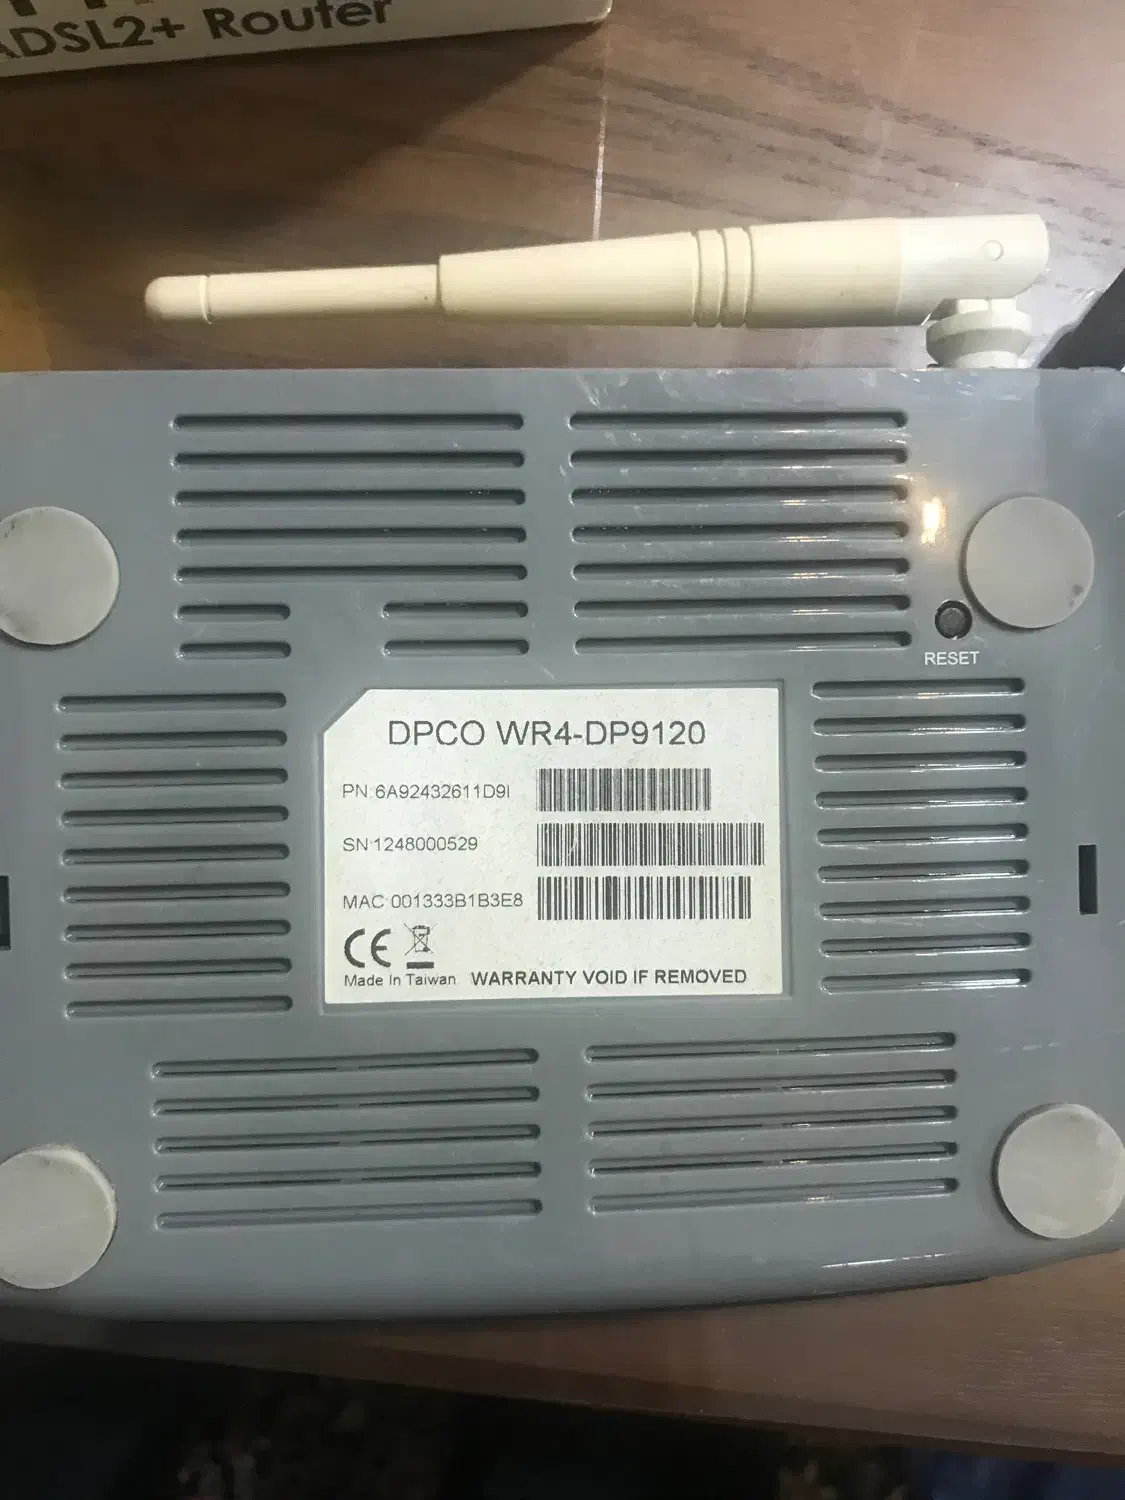 ADSL2+ Router
RESET
DPCO WR4-DP9120
PN:6A92432611D9I
SN:1248000529
MAC:001333B1B3E8
CE
Made In Taiwan WARRANTY VOID IF REMOVED